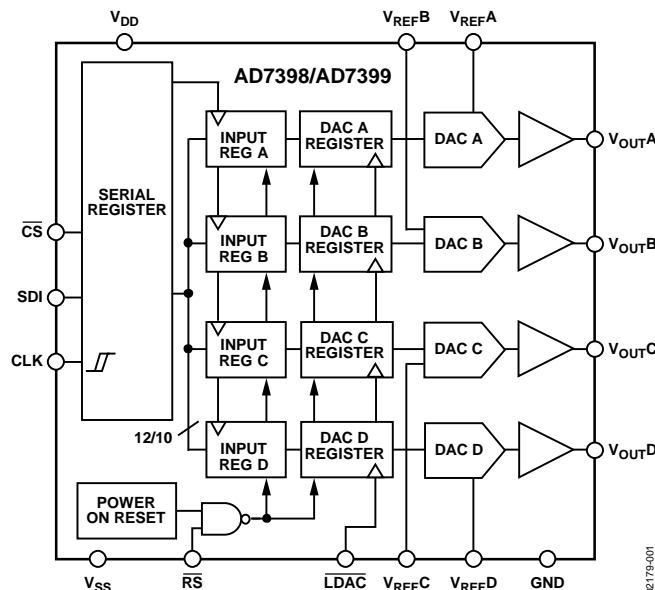 VDD
VREFB
VREFA
AD7398/AD7399
SERIAL
REGISTER
INPUT
REG A
DAC A
REGISTER
DAC A
VOUTA
CS
INPUT
REG B
DAC B
REGISTER
DAC B
VOUTB
SDI
CLK
INPUT
REG C
DAC C
REGISTER
DAC C
VOUTC
12/10
INPUT
REG D
DAC D
REGISTER
DAC D
VOUTD
POWER
ON RESET
VSS
RS
LDAC
VREFC
VREFD
GND
02179-001